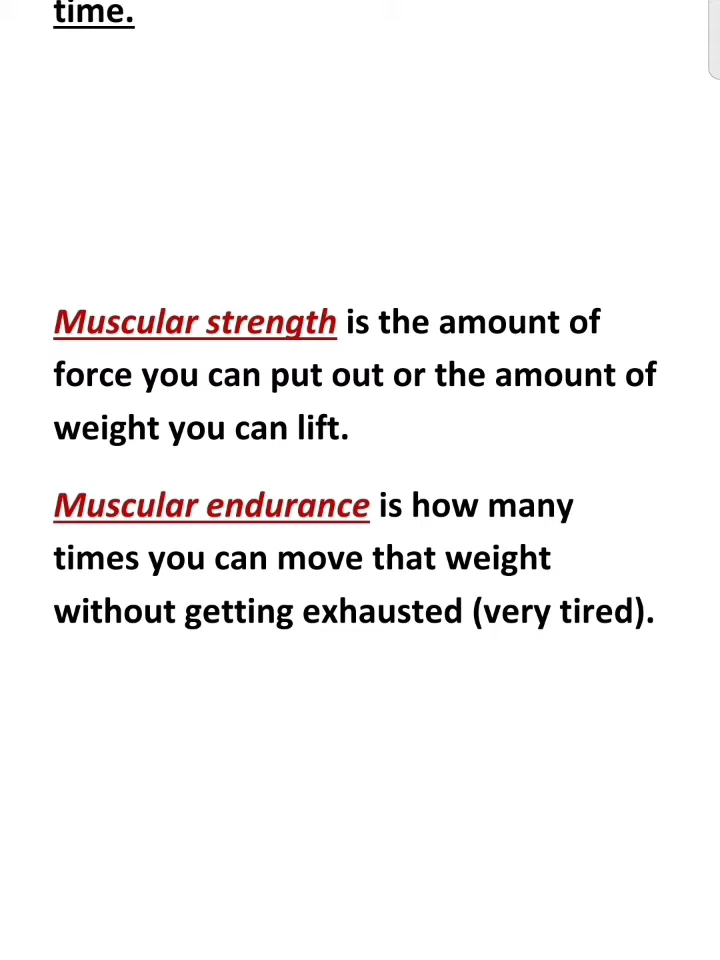 time.
Muscular strength is the amount of
force you can put out or the amount of
weight you can lift.
Muscular endurance is how many
times you can move that weight
without getting exhausted (very tired).